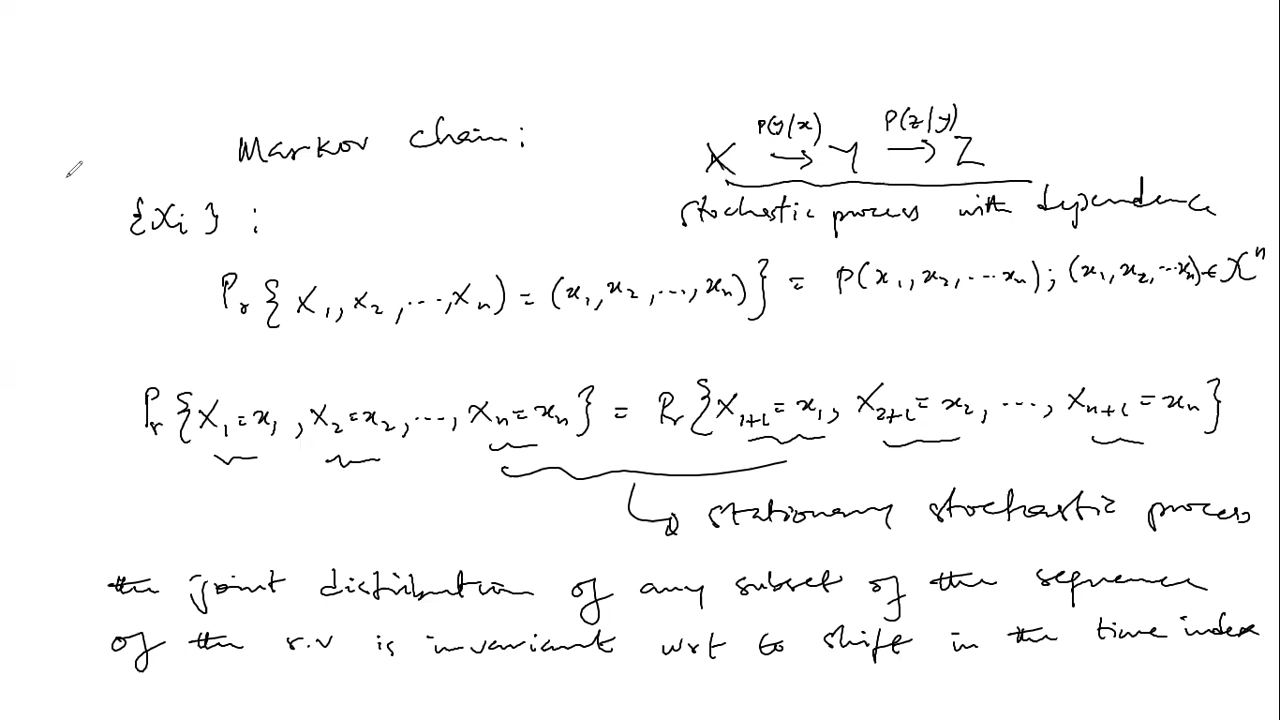 Markov chain:
P(y/x) P(z/y)
X → Y → Z
stochastic process with dependence
{Xi} :
Pr { X1, X2, ..., Xn) = (x1, x2, ..., xn) } = P(x1, x2, ... xn); (x1, x2, ... xn) ∈ 𝒳^n
Pr { X1 = x1, X2 = x2, ..., Xn = xn } = Pr { X1+l = x1, X2+l = x2, ..., Xn+l = xn }
↳ stationary stochastic process
the joint distribution of any subset of the sequence
of the r.v is invariant wrt to shift in the time index